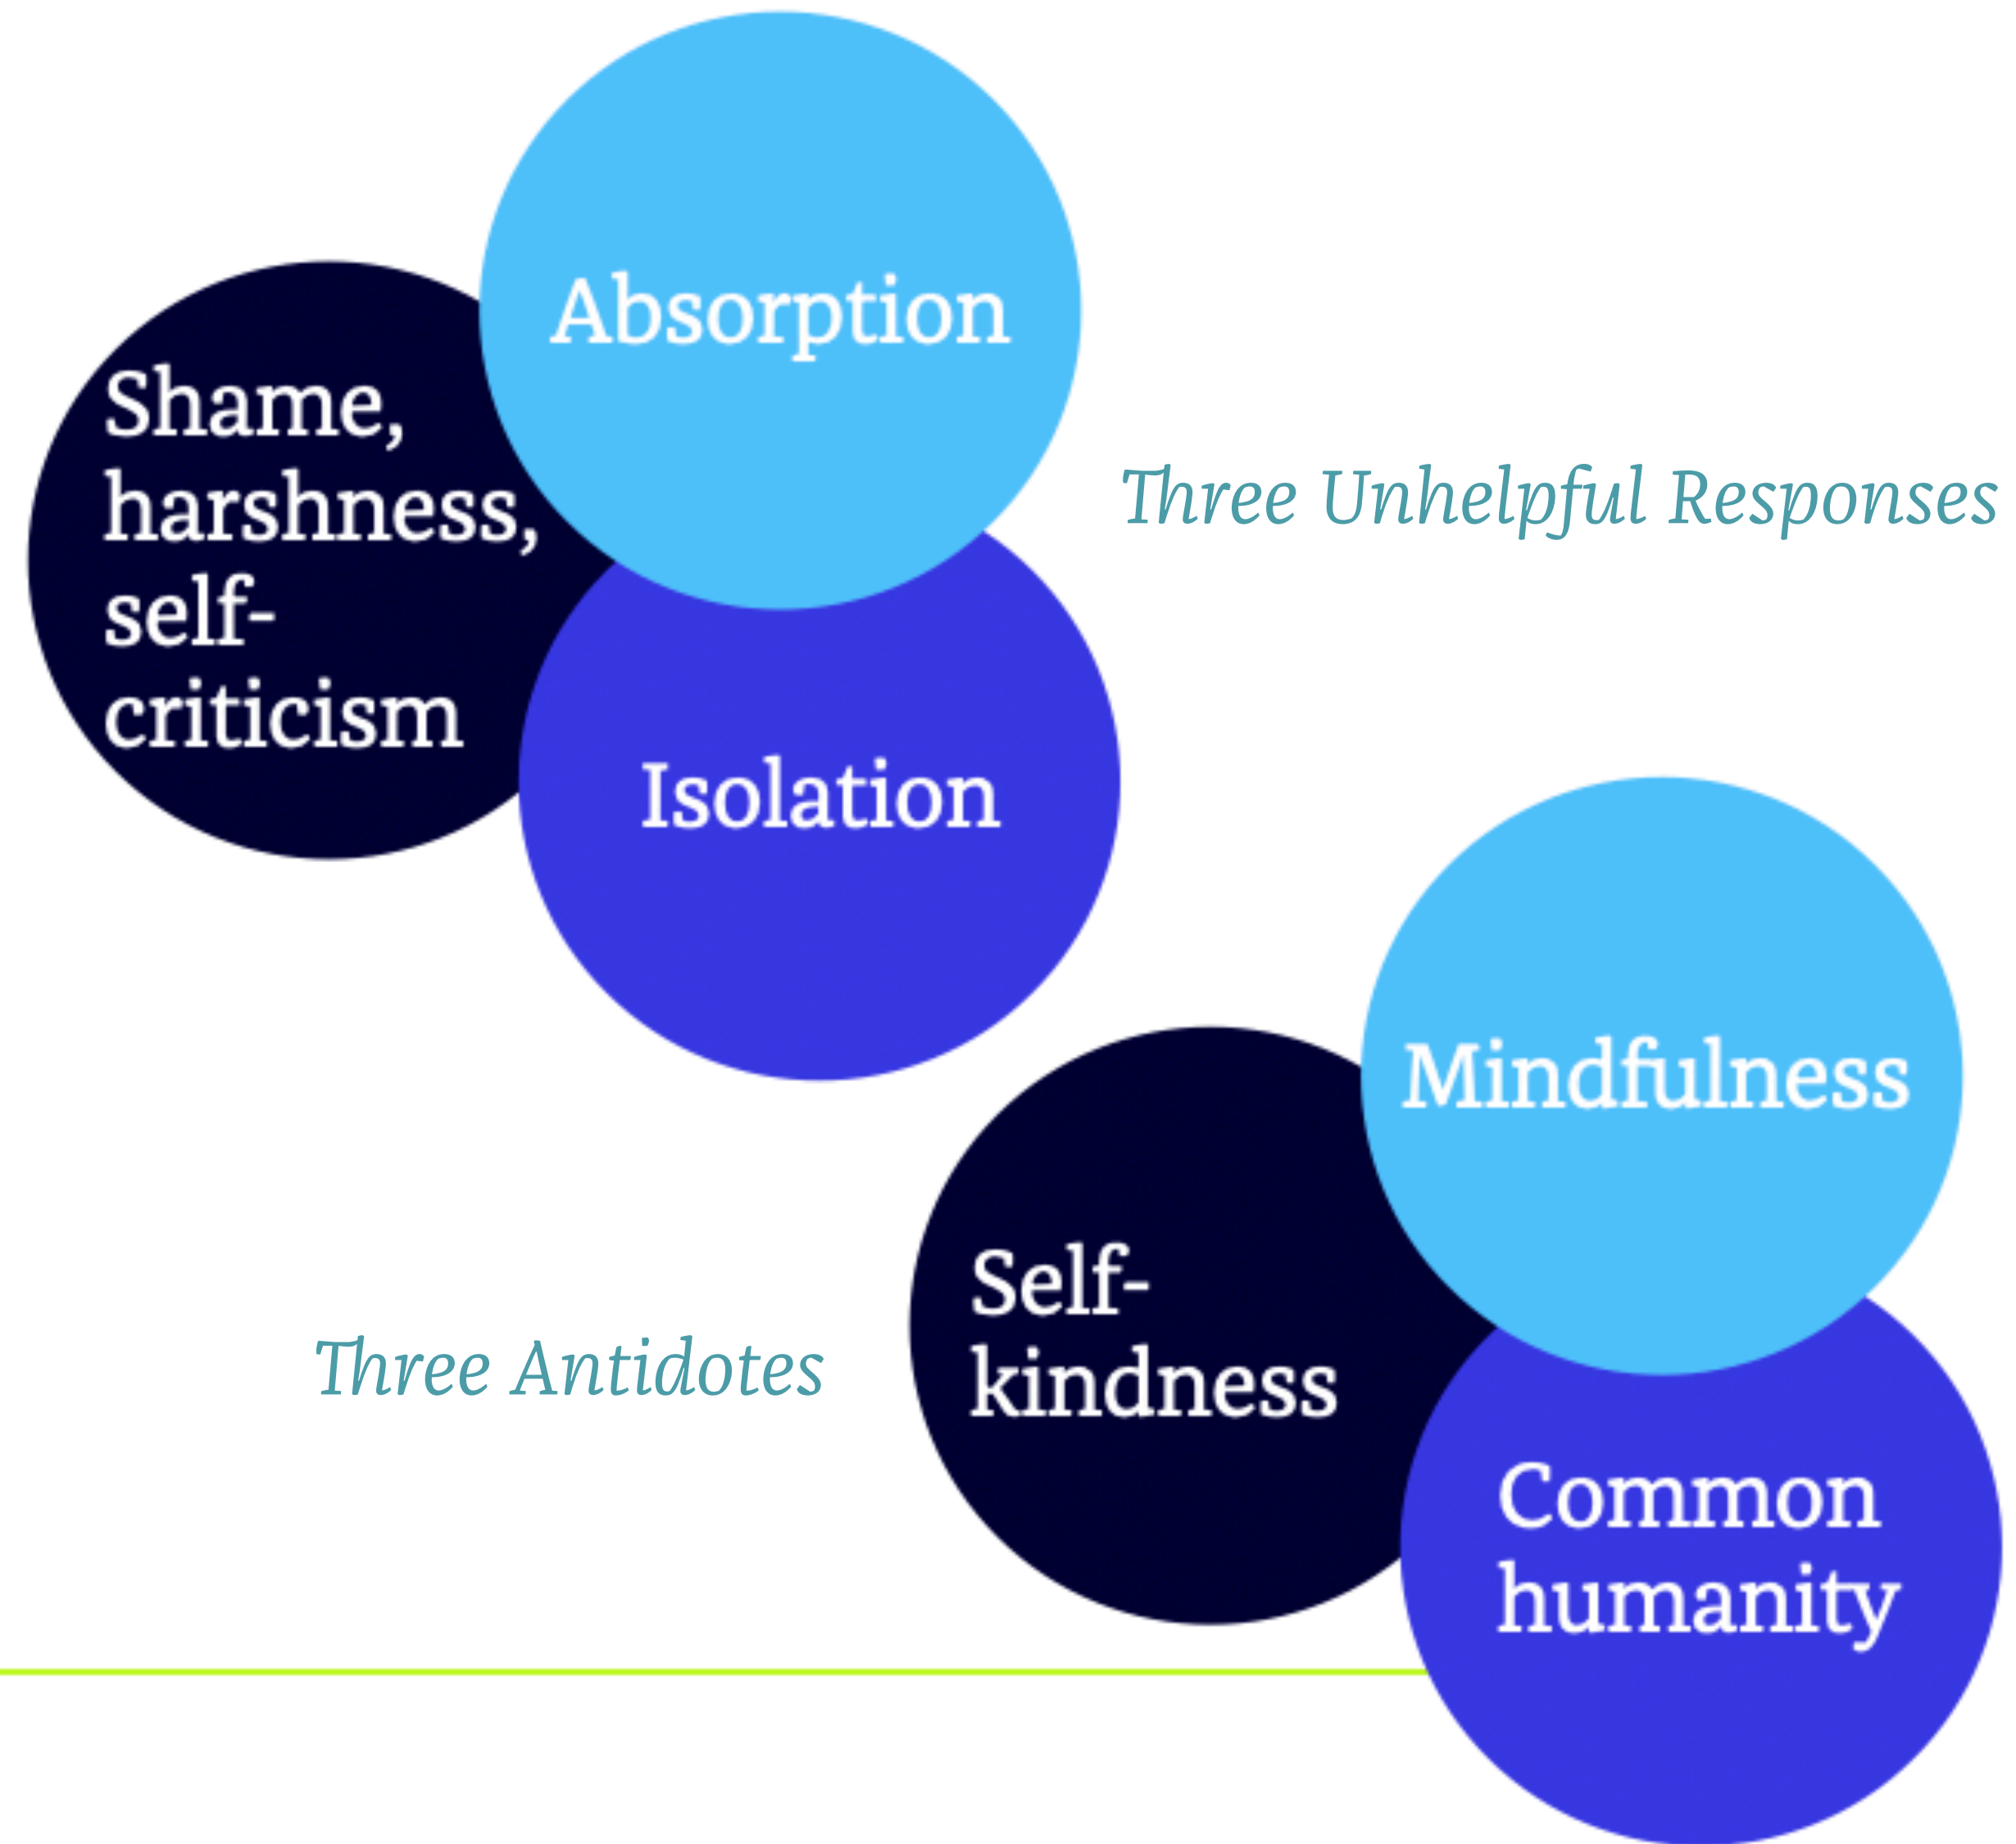 Absorption
Shame,
harshness,
self-
criticism
Three Unhelpful Responses
Isolation
Mindfulness
Self-
kindness
Three Antidotes
Common
humanity